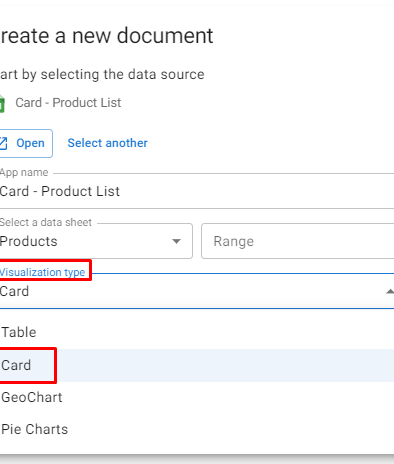 reate a new document
art by selecting the data source
Card - Product List
Open Select another
App name
Card - Product List
Select a data sheet
Products Range
Visualization type
Card
Table
Card
GeoChart
Pie Charts